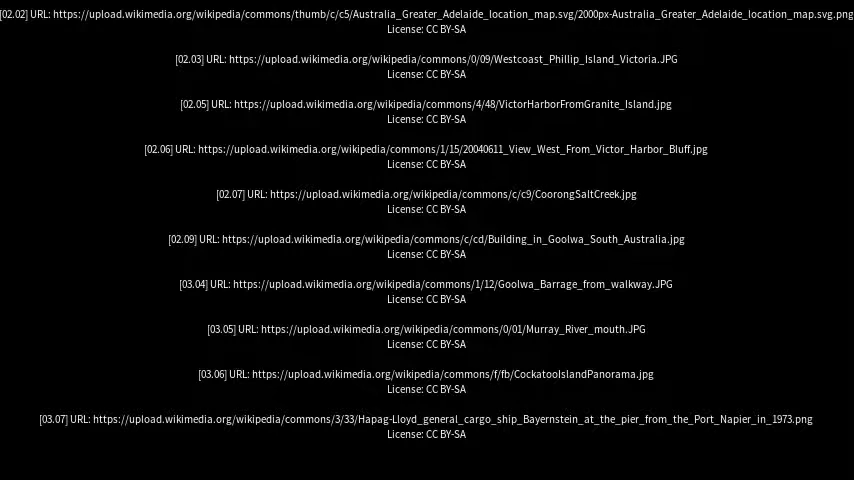 [02.02] URL: https://upload.wikimedia.org/wikipedia/commons/thumb/c/c5/Australia_Greater_Adelaide_location_map.svg/2000px-Australia_Greater_Adelaide_location_map.svg.png
License: CC BY-SA
[02.03] URL: https://upload.wikimedia.org/wikipedia/commons/0/09/Westcoast_Phillip_Island_Victoria.JPG
License: CC BY-SA
[02.05] URL: https://upload.wikimedia.org/wikipedia/commons/4/48/VictorHarborFromGranite_Island.jpg
License: CC BY-SA
[02.06] URL: https://upload.wikimedia.org/wikipedia/commons/1/15/20040611_View_West_From_Victor_Harbor_Bluff.jpg
License: CC BY-SA
[02.07] URL: https://upload.wikimedia.org/wikipedia/commons/c/c9/CoorongSaltCreek.jpg
License: CC BY-SA
[02.09] URL: https://upload.wikimedia.org/wikipedia/commons/c/cd/Building_in_Goolwa_South_Australia.jpg
License: CC BY-SA
[03.04] URL: https://upload.wikimedia.org/wikipedia/commons/1/12/Goolwa_Barrage_from_walkway.JPG
License: CC BY-SA
[03.05] URL: https://upload.wikimedia.org/wikipedia/commons/0/01/Murray_River_mouth.JPG
License: CC BY-SA
[03.06] URL: https://upload.wikimedia.org/wikipedia/commons/f/fb/CockatooIslandPanorama.jpg
License: CC BY-SA
[03.07] URL: https://upload.wikimedia.org/wikipedia/commons/3/33/Hapag-Lloyd_general_cargo_ship_Bayernstein_at_the_pier_from_the_Port_Napier_in_1973.png
License: CC BY-SA